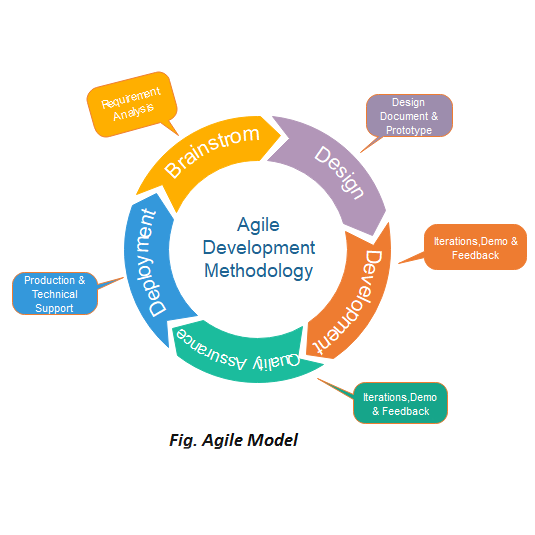 Requirement
Analysis
Brainstrom
Design
Document &
Prototype
Design
Iterations,Demo &
Feedback
Development
Iterations,Demo
& Feedback
Quality Assurance
Production &
Technical
Support
Deployment
Agile
Development
Methodology
Fig. Agile Model